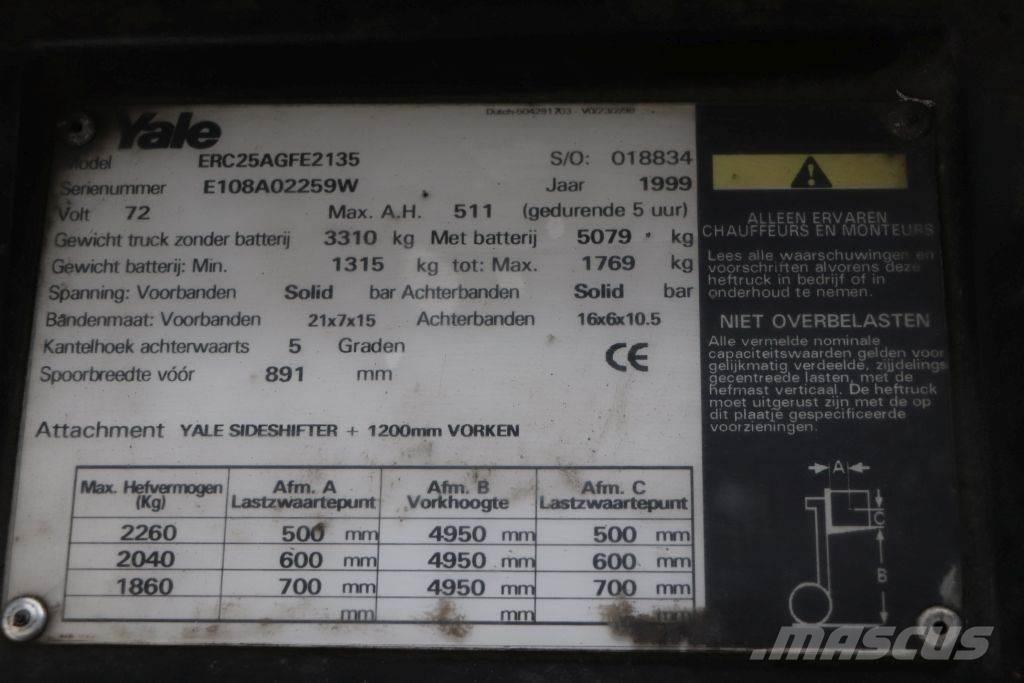 Dutch-504291703 - V0/23/2/98
Yale
Model ERC25AGFE2135 S/O: 018834
Serienummer E108A02259W Jaar 1999
Volt 72 Max. A.H. 511 (gedurende 5 uur)
Gewicht truck zonder batterij 3310 kg Met batterij 5079 kg
Gewicht batterij: Min. 1315 kg tot: Max. 1769 kg
Spanning: Voorbanden Solid bar Achterbanden Solid bar
Bandenmaat: Voorbanden 21x7x15 Achterbanden 16x6x10.5
Kantelhoek achterwaarts 5 Graden
CE
Spoorbreedte vóór 891 mm
Attachment YALE SIDESHIFTER + 1200mm VORKEN
Max. Hefvermogen Afm. A Afm. B Afm. C
(Kg) Lastzwaartepunt Vorkhoogte Lastzwaartepunt
2260 500 mm 4950 mm 500 mm
2040 600 mm 4950 mm 600 mm
1860 700 mm 4950 mm 700 mm
mm mm mm
ALLEEN ERVAREN
CHAUFFEURS EN MONTEURS
Lees alle waarschuwingen en
voorschriften alvorens deze
heftruck in bedrijf of in
onderhoud te nemen.
NIET OVERBELASTEN
Alle vermelde nominale
capaciteitswaarden gelden voor
gelijkmatig verdeelde, zijdelings
gecentreede lasten, met de
hefmast verticaal. De heftruck
moet uitgerust zijn met de op
dit plaatje gespecificeerde
voorzieningen.
A
C
B
MASCUS